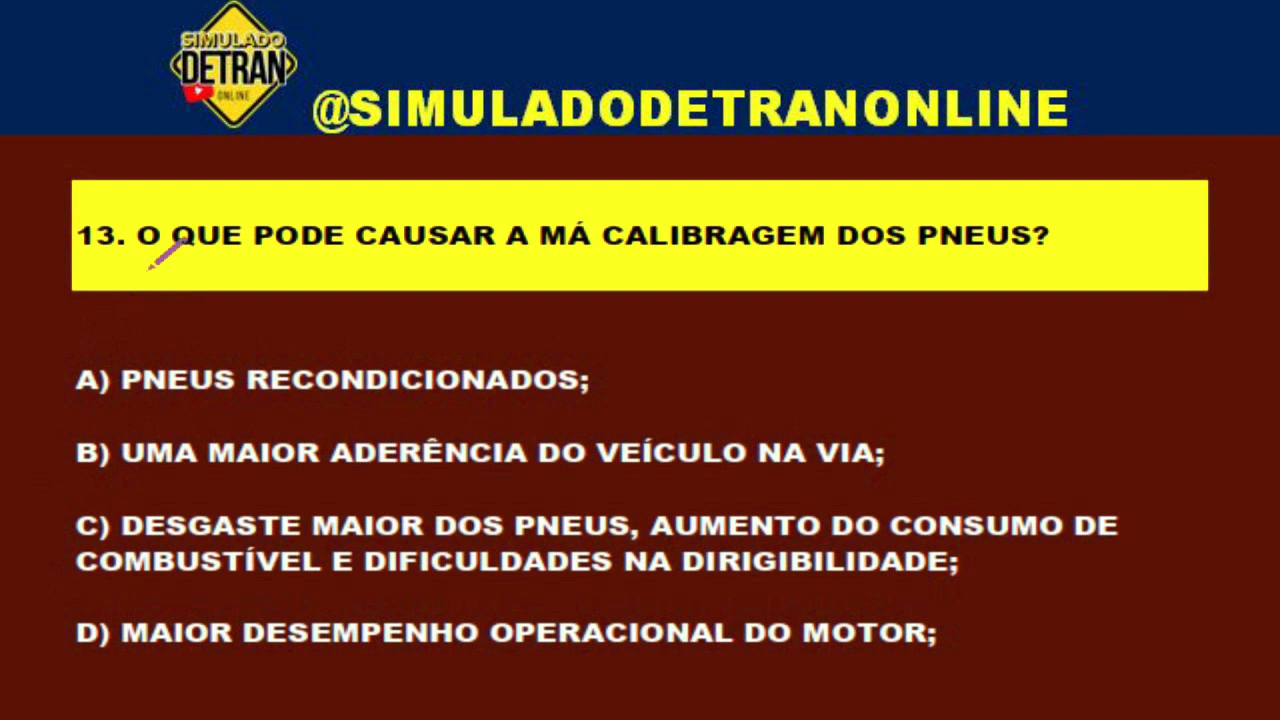 SIMULADO
DETRAN
ONLINE
@SIMULADODETRANONLINE
13. O QUE PODE CAUSAR A MÁ CALIBRAGEM DOS PNEUS?
A) PNEUS RECONDICIONADOS;
B) UMA MAIOR ADERÊNCIA DO VEÍCULO NA VIA;
C) DESGASTE MAIOR DOS PNEUS, AUMENTO DO CONSUMO DE
COMBUSTÍVEL E DIFICULDADES NA DIRIGIBILIDADE;
D) MAIOR DESEMPENHO OPERACIONAL DO MOTOR;